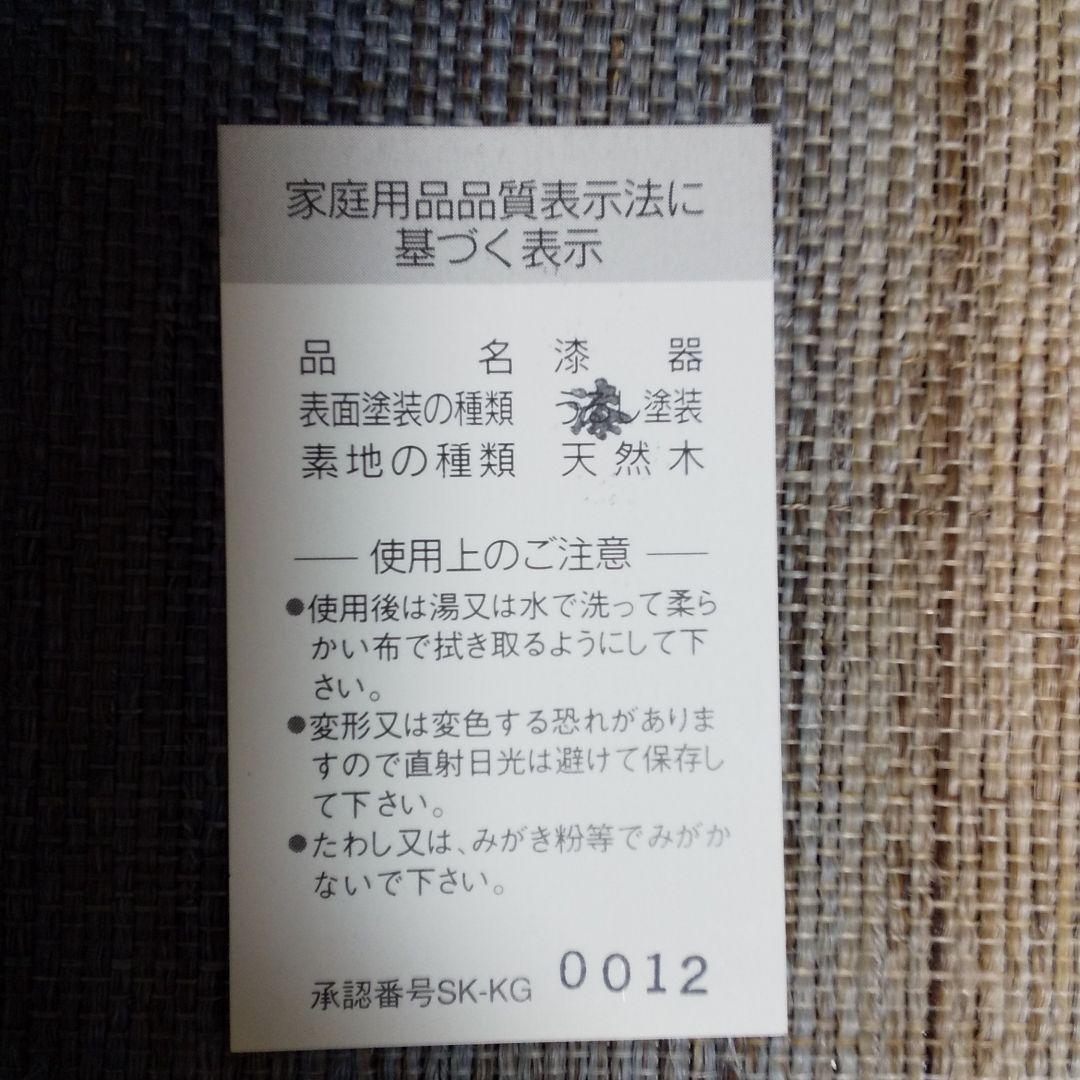 家庭用品品質表示法に
基づく表示
品名 漆器
表面塗装の種類 漆塗装
素地の種類 天然木
使用上のご注意
●使用後は湯又は水で洗って柔ら
かい布で拭き取るようにして下
さい。
●変形又は変色する恐れがありま
すので直射日光は避けて保存し
て下さい。
●たわし又は、みがき粉等でみがか
ないで下さい。
承認番号SK-KG 0012